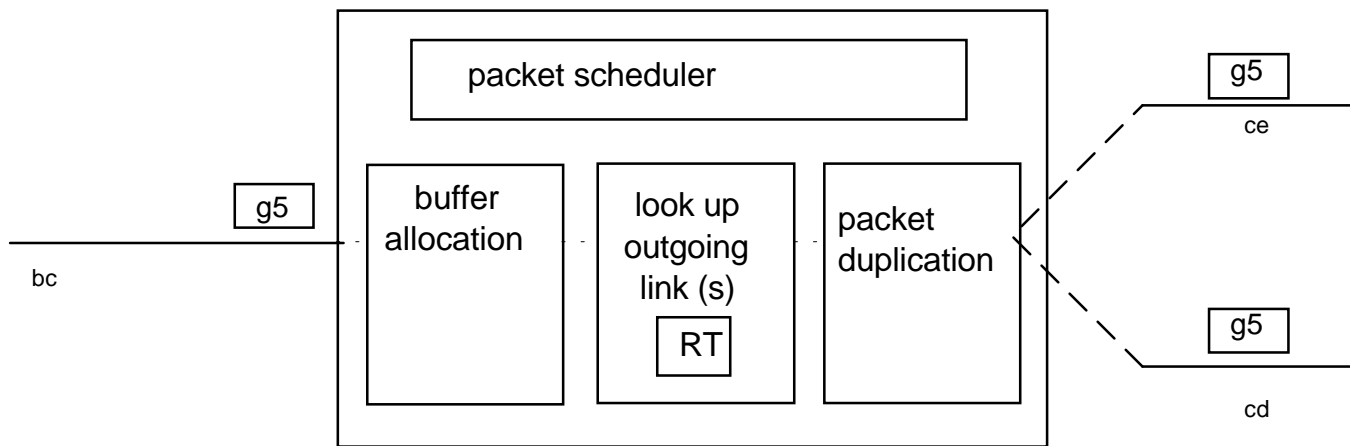 packet scheduler
g5
ce
g5
bc
buffer
allocation
look up
outgoing
link (s)
RT
packet
duplication
g5
cd